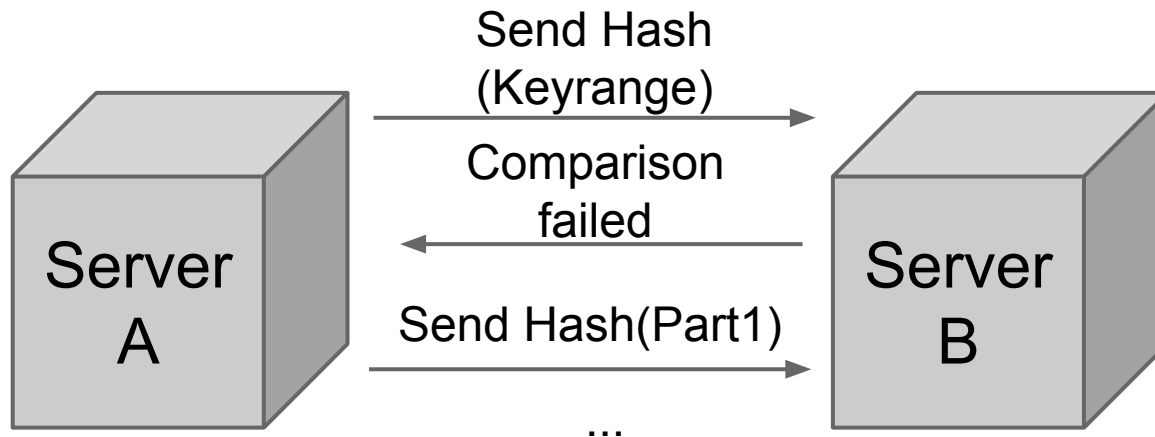 Send Hash
(Keyrange)
Comparison
failed
Server
A
Server
B
Send Hash(Part1)
...